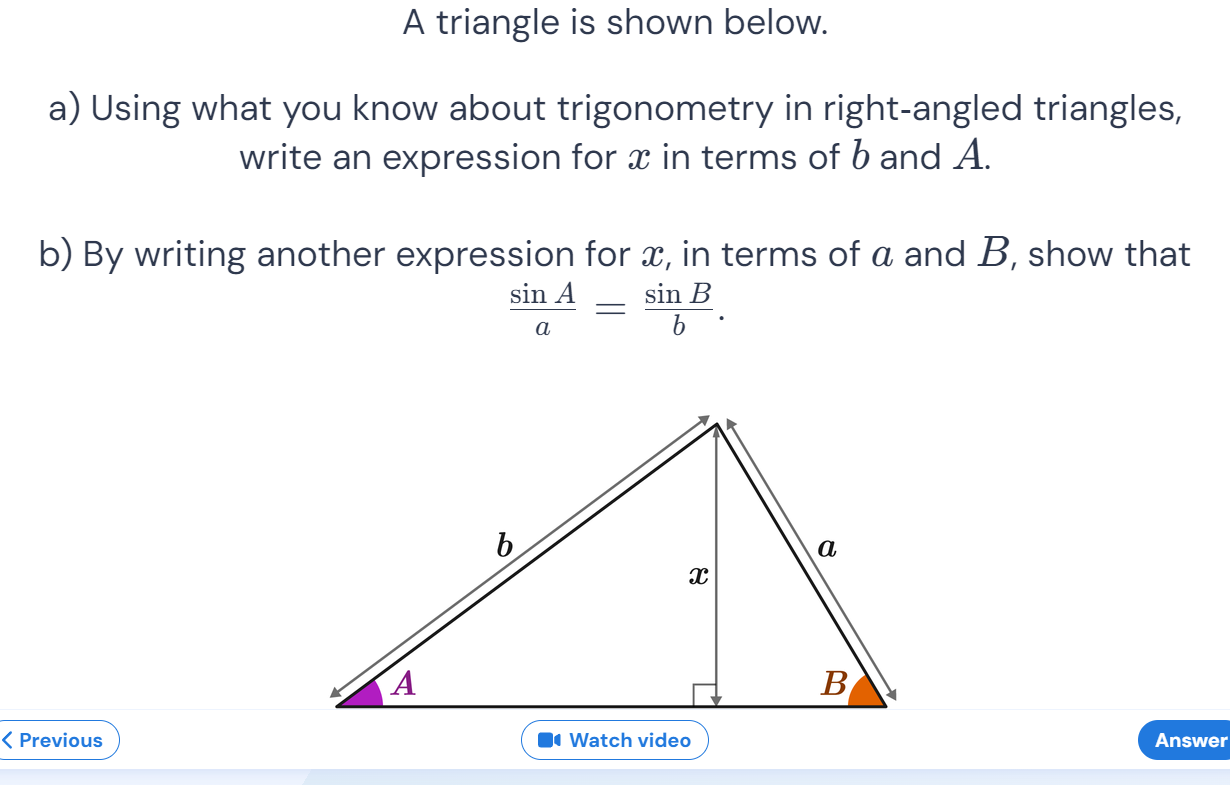 A triangle is shown below.
a) Using what you know about trigonometry in right-angled triangles,
write an expression for x in terms of b and A.
b) By writing another expression for x, in terms of a and B, show that
sin A / a = sin B / b.
b
a
x
A
B
Previous
Watch video
Answer